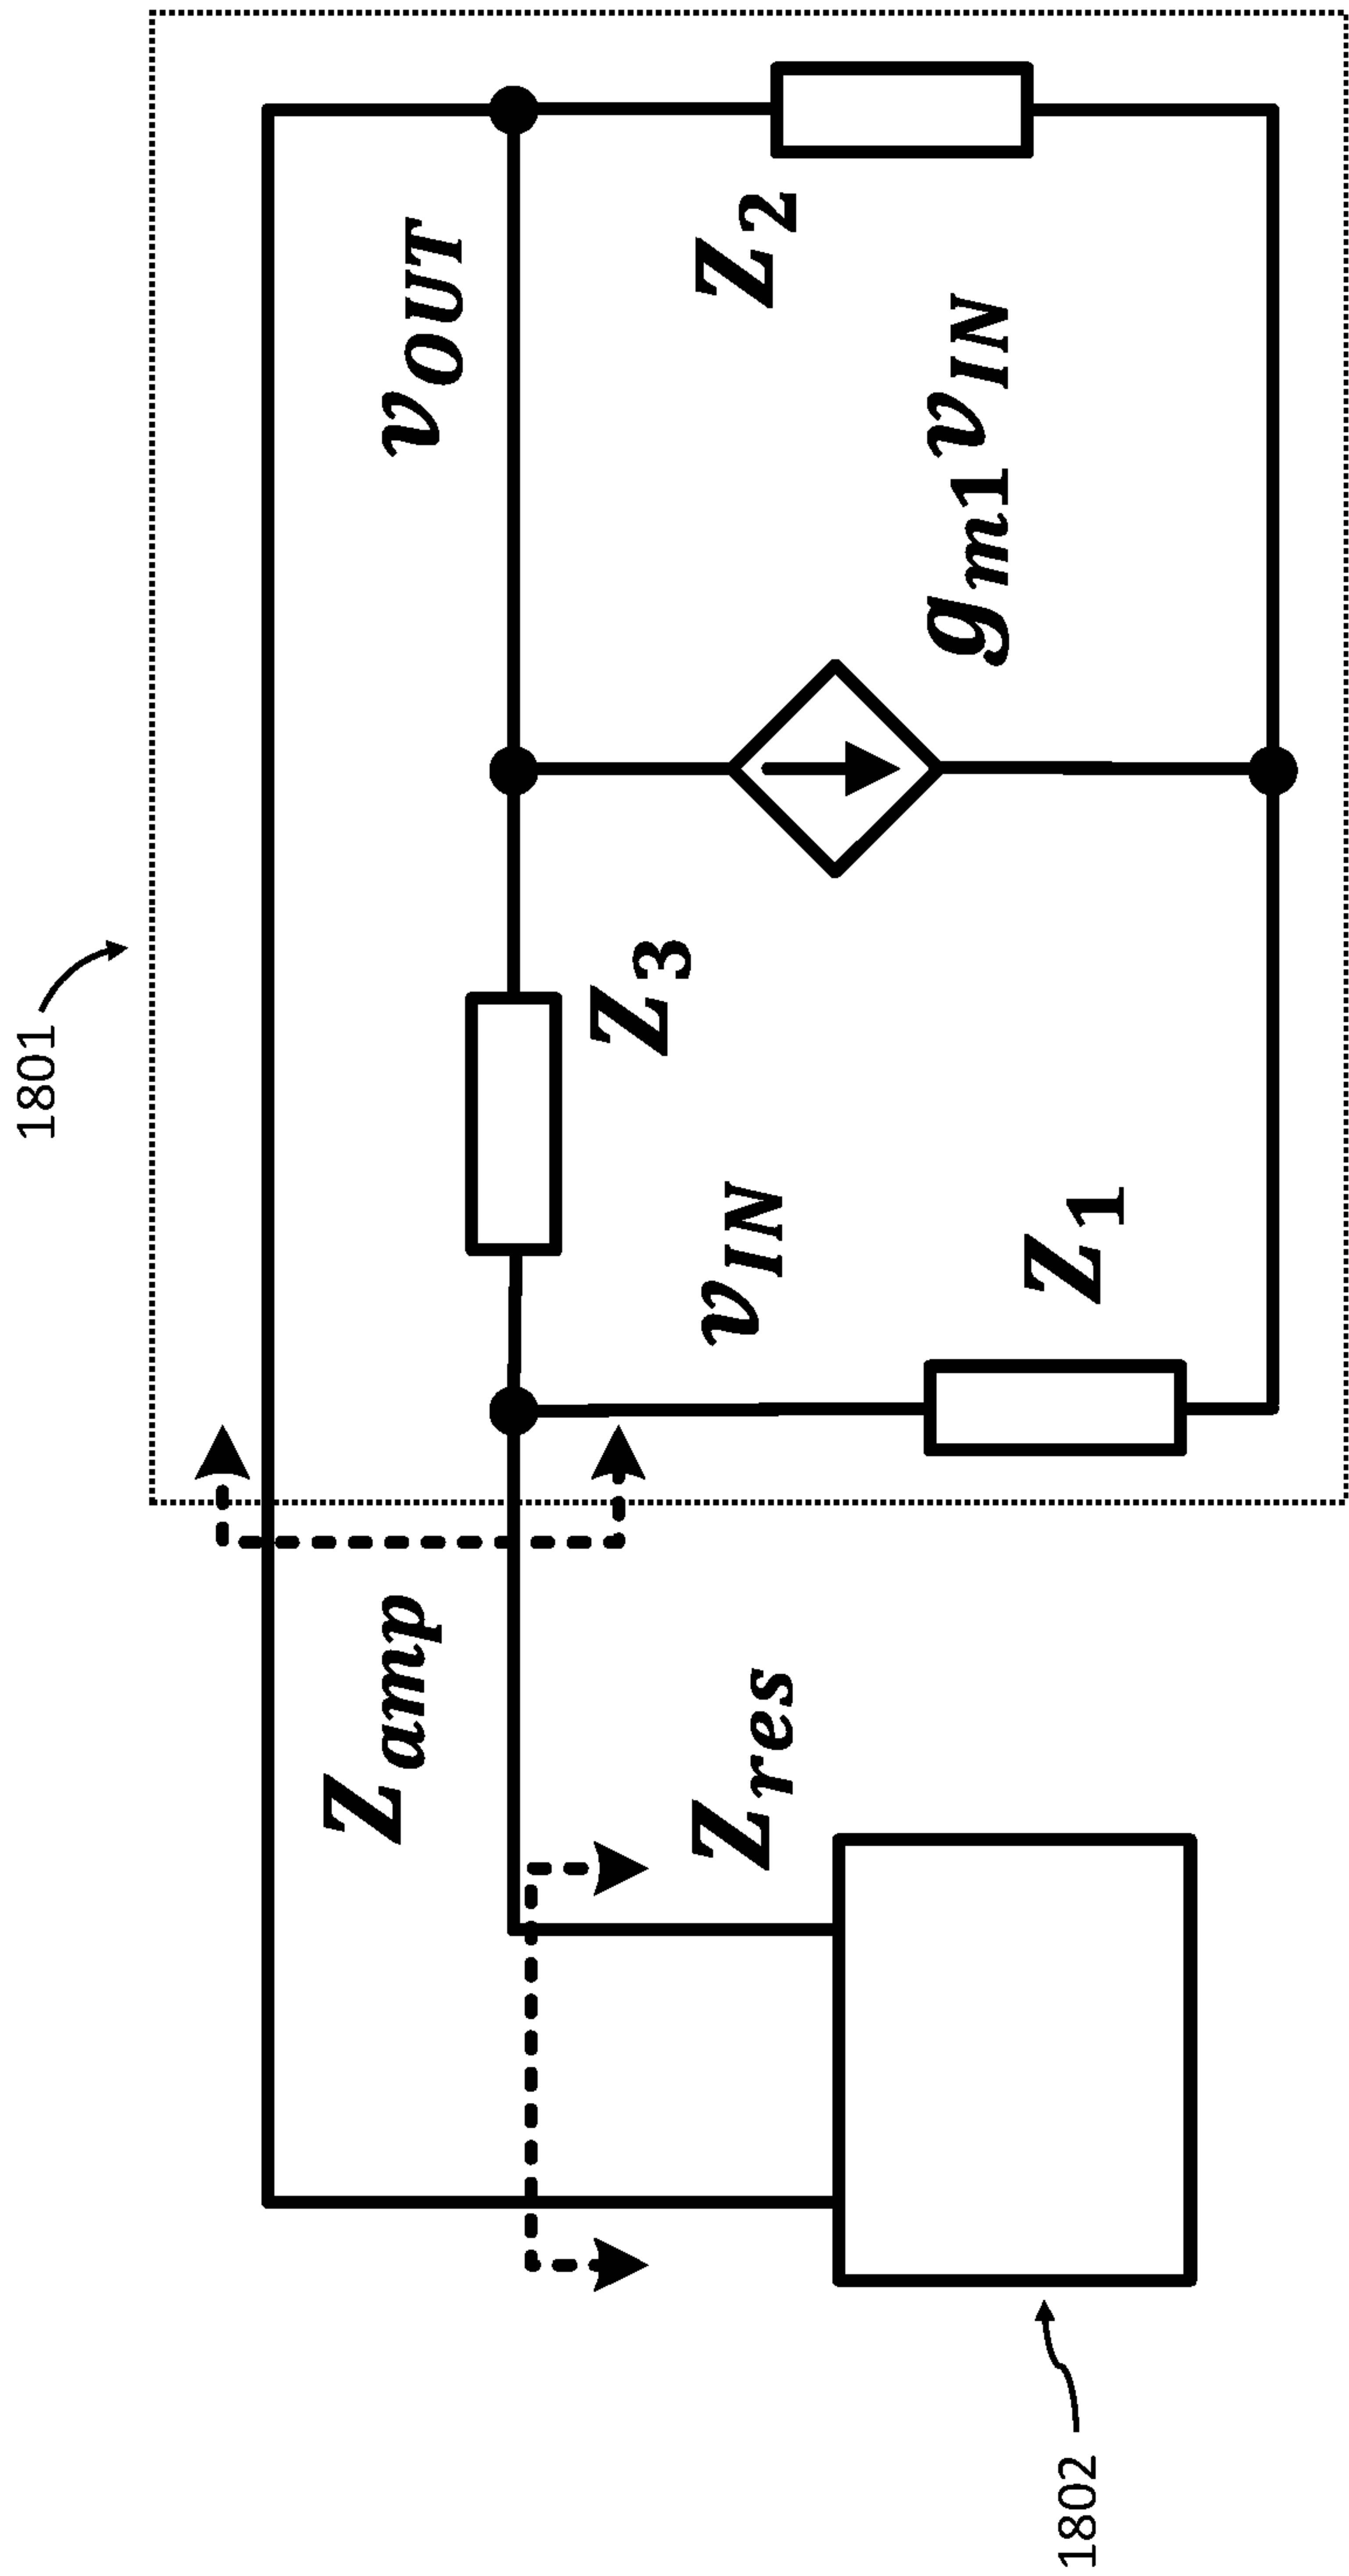 1801
v_OUT
Z_amp
Z_3
v_IN
Z_2
Z_res
g_m1 v_IN
Z_1
1802